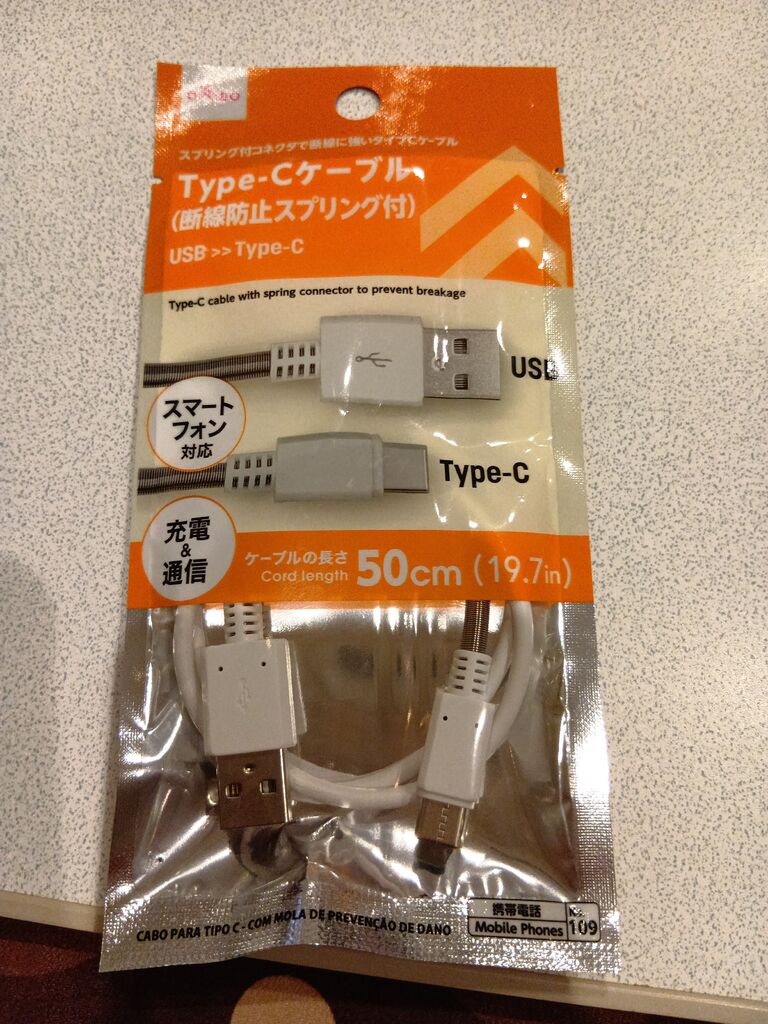 スプリング付コネクタで断線に強いタイプCケーブル
Type-Cケーブル
(断線防止スプリング付)
USB >> Type-C
Type-C cable with spring connector to prevent breakage
USB
スマート
フォン
対応
Type-C
充電
&
通信
ケーブルの長さ
Cord length
50cm (19.7in)
CABO PARA TIPO C - COM MOLA DE PREVENÇÃO DE DANO
携帯電話
Mobile Phones
No.
109